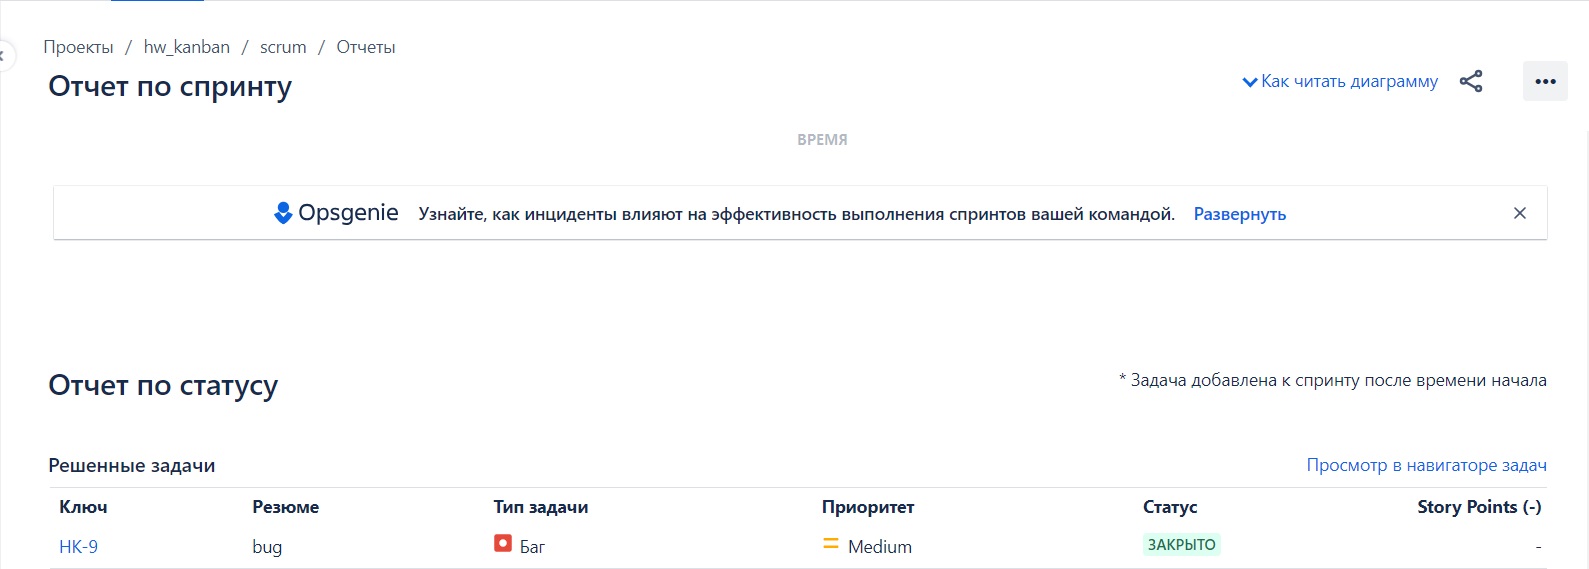 Проекты / hw_kanban / scrum / Отчеты
Отчет по спринту
Как читать диаграмму
ВРЕМЯ
Opsgenie Узнайте, как инциденты влияют на эффективность выполнения спринтов вашей командой. Развернуть
Отчет по статусу
* Задача добавлена к спринту после времени начала
Решенные задачи
Просмотр в навигаторе задач
Ключ Резюме Тип задачи Приоритет Статус Story Points (-)
HK-9 bug Баг Medium ЗАКРЫТО -